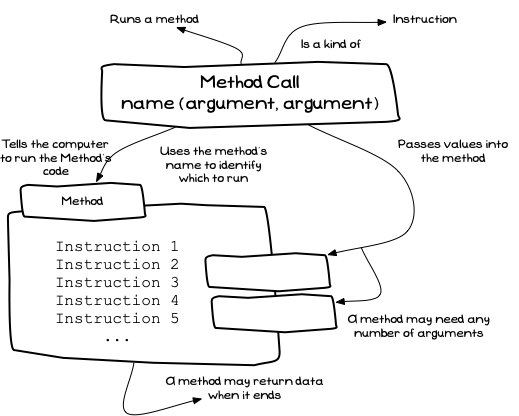 Runs a method
Instruction
Is a kind of
Method Call
name (argument, argument)
Tells the computer
to run the Method's
code
Uses the method's
name to identify
which to run
Passes values into
the method
Method
Instruction 1
Instruction 2
Instruction 3
Instruction 4
Instruction 5
...
A method may need any
number of arguments
A method may return data
when it ends